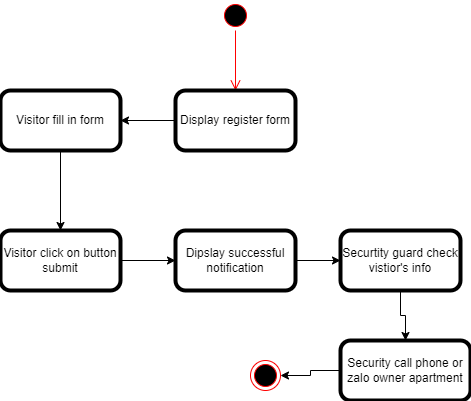 Visitor fill in form
Display register form
Visitor click on button
submit
Dipslay successful
notification
Securtity guard check
vistior's info
Security call phone or
zalo owner apartment